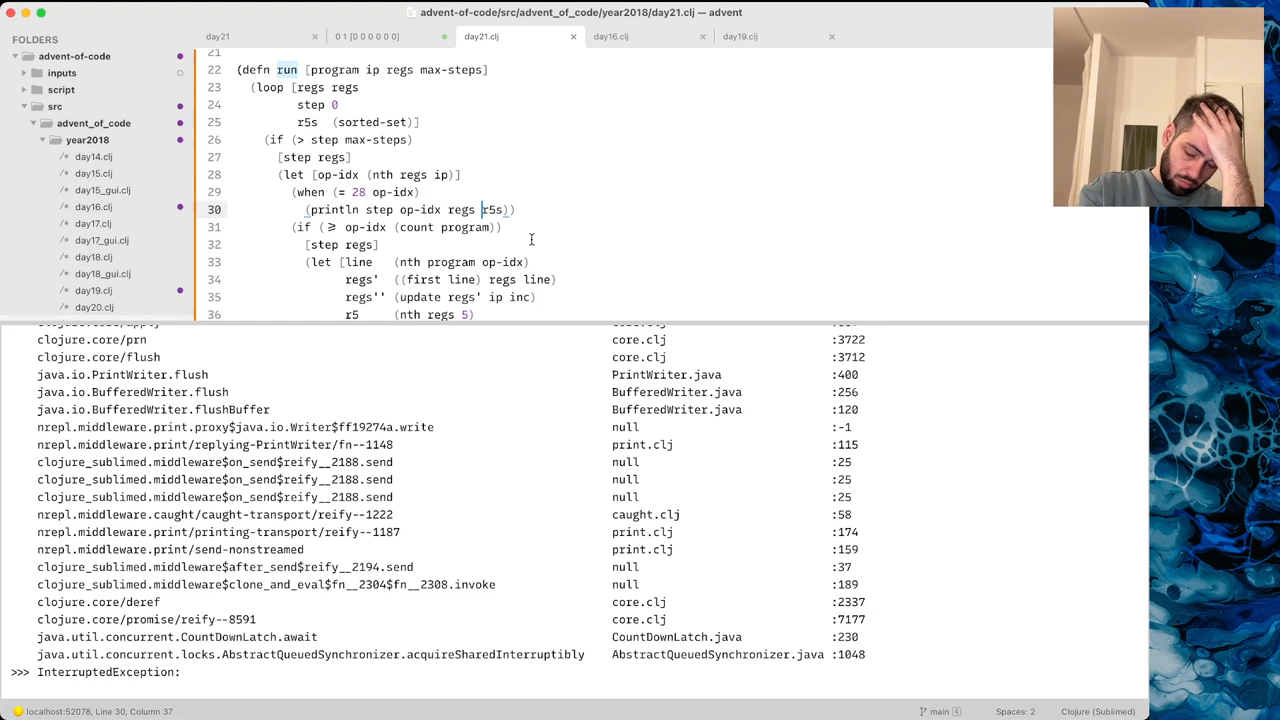 advent-of-code/src/advent_of_code/year2018/day21.clj — advent
FOLDERS
advent-of-code
inputs
script
src
advent_of_code
year2018
day14.clj
day15.clj
day15_gui.clj
day16.clj
day17.clj
day17_gui.clj
day18.clj
day18_gui.clj
day19.clj
day20.clj
day21
0 1 [0 0 0 0 0 0]
day21.clj
day16.clj
day19.clj
21
22 (defn run [program ip regs max-steps]
23 (loop [regs regs
24 step 0
25 r5s (sorted-set)]
26 (if (> step max-steps)
27 [step regs]
28 (let [op-idx (nth regs ip)]
29 (when (= 28 op-idx)
30 (println step op-idx regs r5s))
31 (if (≥ op-idx (count program))
32 [step regs]
33 (let [line (nth program op-idx)
34 regs' ((first line) regs line)
35 regs'' (update regs' ip inc)
36 r5 (nth regs 5)
clojure.core/prn core.clj :3722
clojure.core/flush core.clj :3712
java.io.PrintWriter.flush PrintWriter.java :400
java.io.BufferedWriter.flush BufferedWriter.java :256
java.io.BufferedWriter.flushBuffer BufferedWriter.java :120
nrepl.middleware.print.proxy$java.io.Writer$ff19274a.write null :-1
nrepl.middleware.print/replying-PrintWriter/fn--1148 print.clj :115
clojure_sublimed.middleware$on_send$reify__2188.send null :25
clojure_sublimed.middleware$on_send$reify__2188.send null :25
clojure_sublimed.middleware$on_send$reify__2188.send null :25
nrepl.middleware.caught/caught-transport/reify--1222 caught.clj :58
nrepl.middleware.print/printing-transport/reify--1187 print.clj :174
nrepl.middleware.print/send-nonstreamed print.clj :159
clojure_sublimed.middleware$after_send$reify__2194.send null :37
clojure_sublimed.middleware$clone_and_eval$fn__2304$fn__2308.invoke null :189
clojure.core/deref core.clj :2337
clojure.core/promise/reify--8591 core.clj :7177
java.util.concurrent.CountDownLatch.await CountDownLatch.java :230
java.util.concurrent.locks.AbstractQueuedSynchronizer.acquireSharedInterruptibly AbstractQueuedSynchronizer.java :1048
>>> InterruptedException:
localhost:52078, Line 30, Column 37
main 4
Spaces: 2
Clojure (Sublimed)